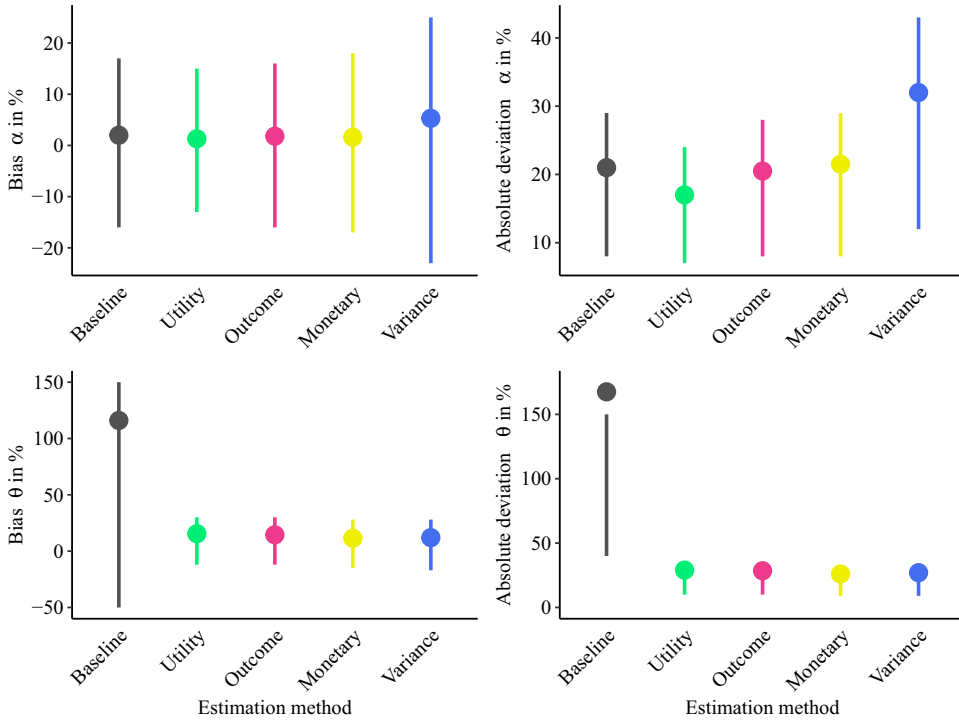 Bias α in %
20
10
0
−10
−20
Baseline
Utility
Outcome
Monetary
Variance
Absolute deviation α in %
40
30
20
10
Baseline
Utility
Outcome
Monetary
Variance
Bias θ in %
150
100
50
0
−50
Baseline
Utility
Outcome
Monetary
Variance
Estimation method
Absolute deviation θ in %
150
100
50
0
Baseline
Utility
Outcome
Monetary
Variance
Estimation method